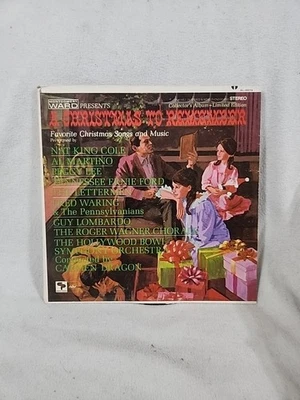 WARD PRESENTS
STEREO
A CHRISTMAS TO REMEMBER
Collector's Album • Limited Edition
Favorite Christmas Songs and Music
Performed by
NAT KING COLE
AL MARTINO
PEGGY LEE
TENNESSEE ERNIE FORD
THE LETTERMEN
FRED WARING
& The Pennsylvanians
GUY LOMBARDO
THE ROGER WAGNER CHORALE
THE HOLLYWOOD BOWL
SYMPHONY ORCHESTRA
Conducted by
CARMEN DRAGON